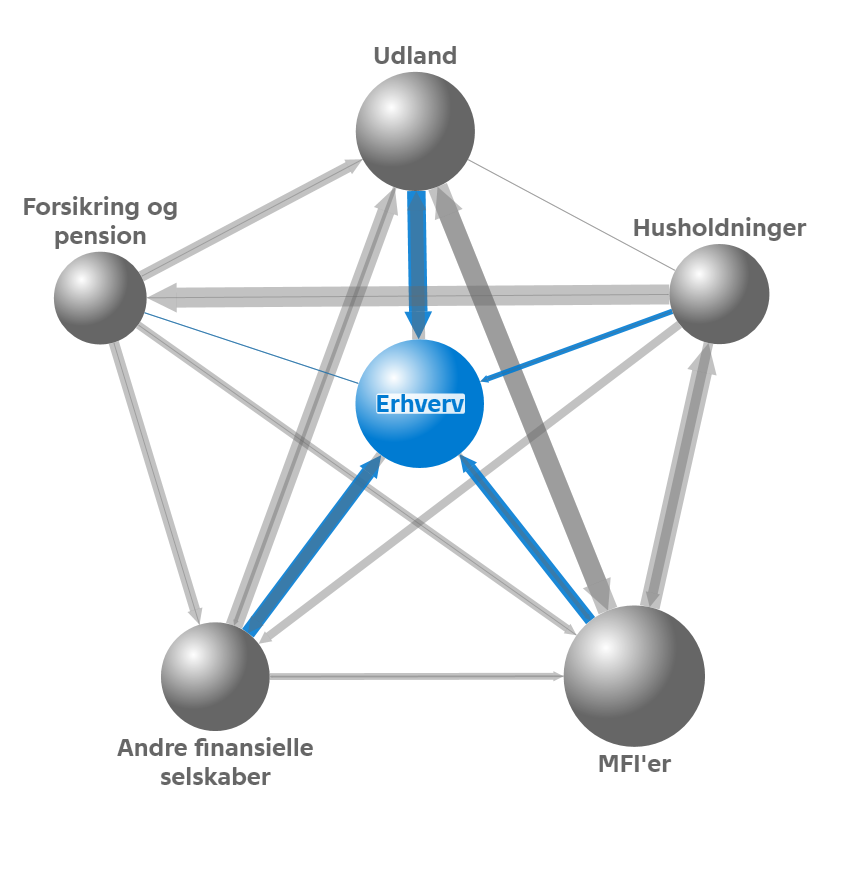 Udland
Forsikring og
pension
Husholdninger
Erhverv
Andre finansielle
selskaber
MFI'er